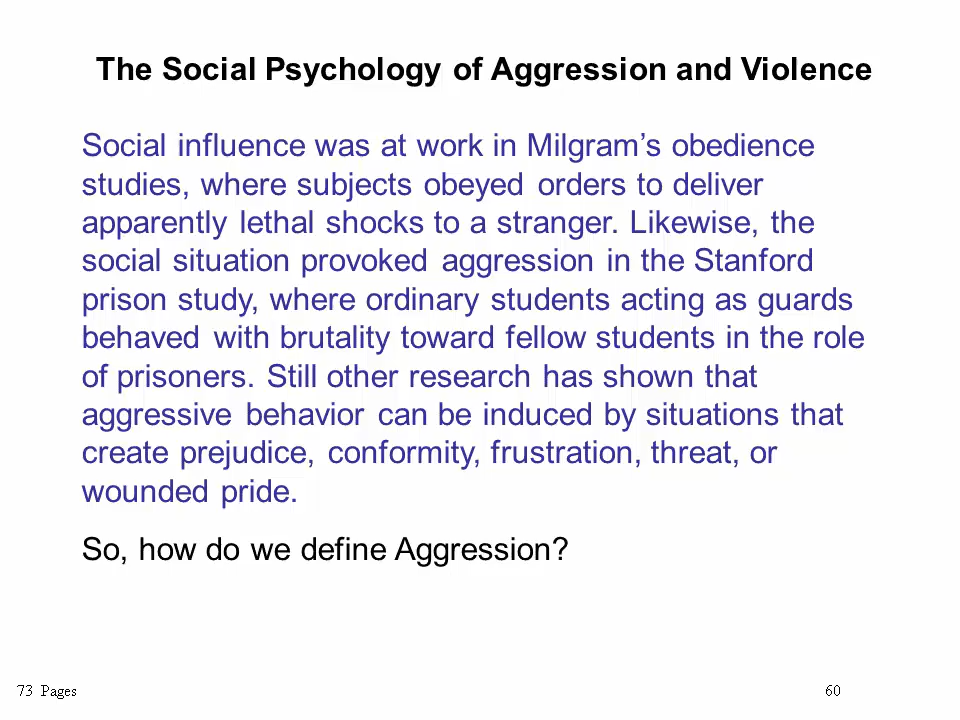 The Social Psychology of Aggression and Violence
Social influence was at work in Milgram’s obedience
studies, where subjects obeyed orders to deliver
apparently lethal shocks to a stranger. Likewise, the
social situation provoked aggression in the Stanford
prison study, where ordinary students acting as guards
behaved with brutality toward fellow students in the role
of prisoners. Still other research has shown that
aggressive behavior can be induced by situations that
create prejudice, conformity, frustration, threat, or
wounded pride.
So, how do we define Aggression?
73 Pages 60